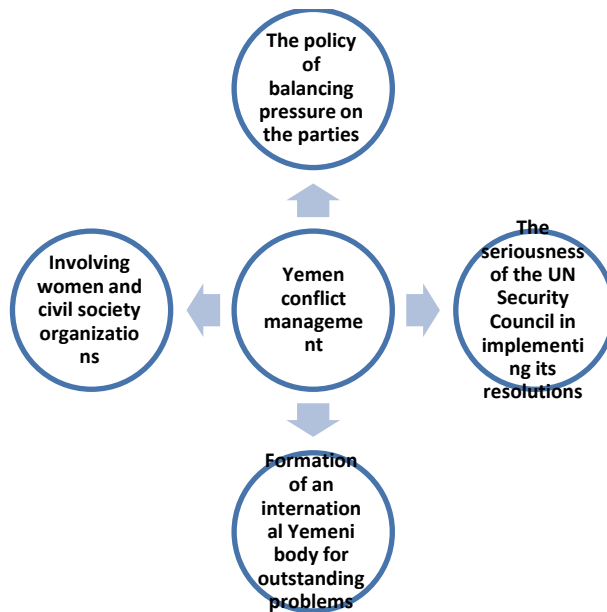 The policy
of
balancing
pressure on
the parties
Involving
women and
civil society
organizatio
ns
Yemen
conflict
manageme
nt
The
seriousness
of the UN
Security
Council in
implementi
ng its
resolutions
Formation
of an
internation
al Yemeni
body for
outstanding
problems